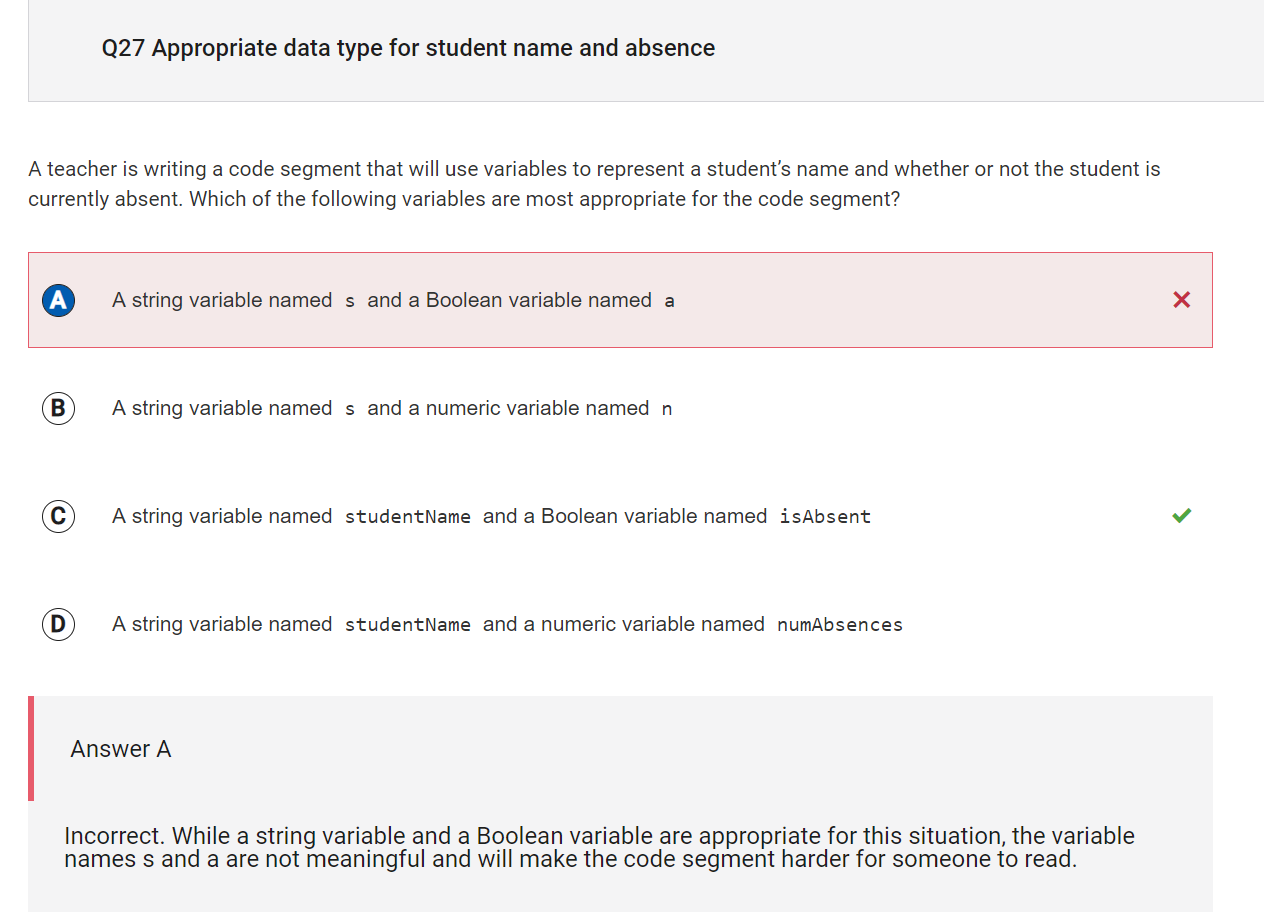 Q27 Appropriate data type for student name and absence
A teacher is writing a code segment that will use variables to represent a student’s name and whether or not the student is
currently absent. Which of the following variables are most appropriate for the code segment?
A A string variable named s and a Boolean variable named a
B A string variable named s and a numeric variable named n
C A string variable named studentName and a Boolean variable named isAbsent
D A string variable named studentName and a numeric variable named numAbsences
Answer A
Incorrect. While a string variable and a Boolean variable are appropriate for this situation, the variable
names s and a are not meaningful and will make the code segment harder for someone to read.